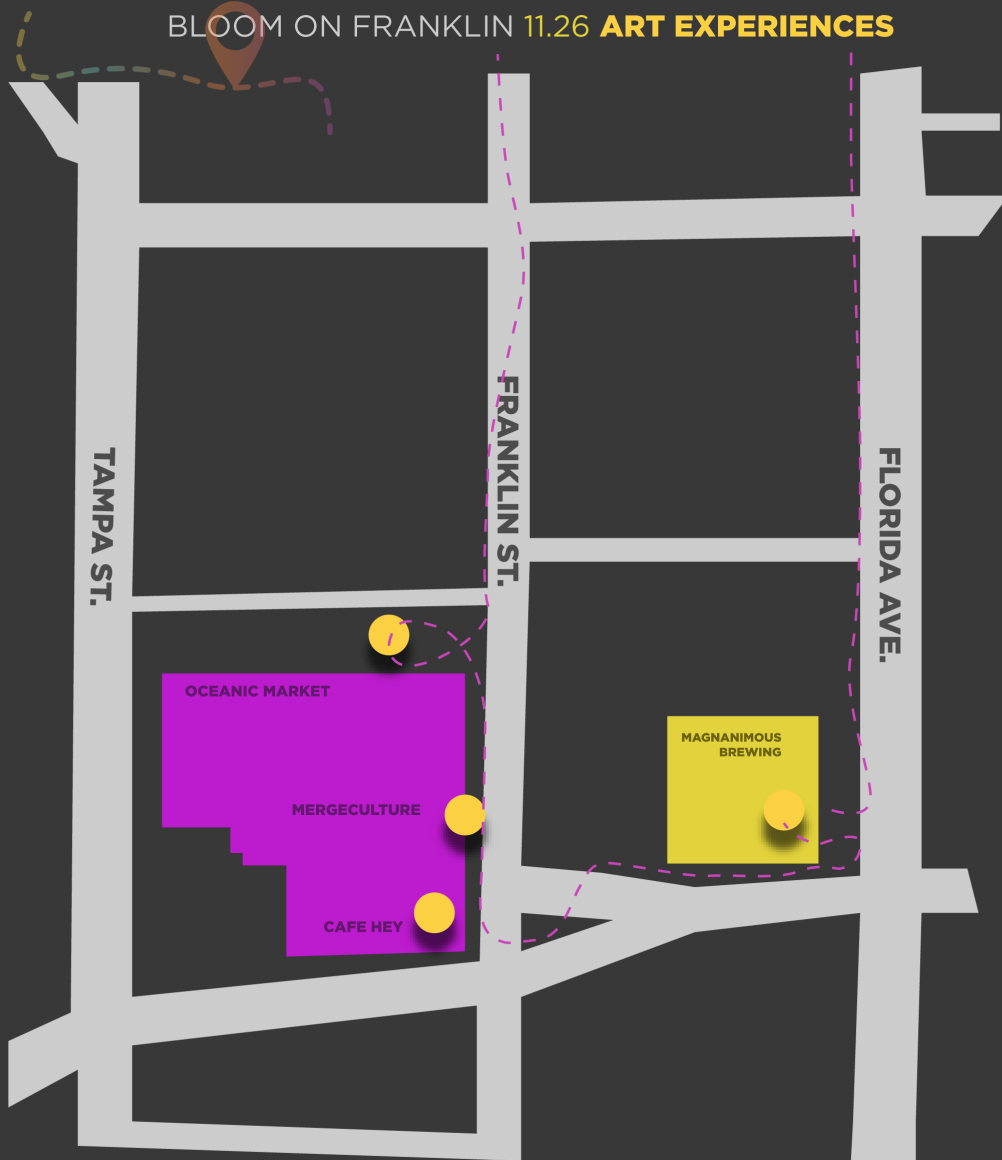 BLOOM ON FRANKLIN 11.26 ART EXPERIENCES
FRANKLIN ST.
TAMPA ST.
FLORIDA AVE.
OCEANIC MARKET
MAGNANIMOUS
BREWING
MERGECULTURE
CAFE HEY